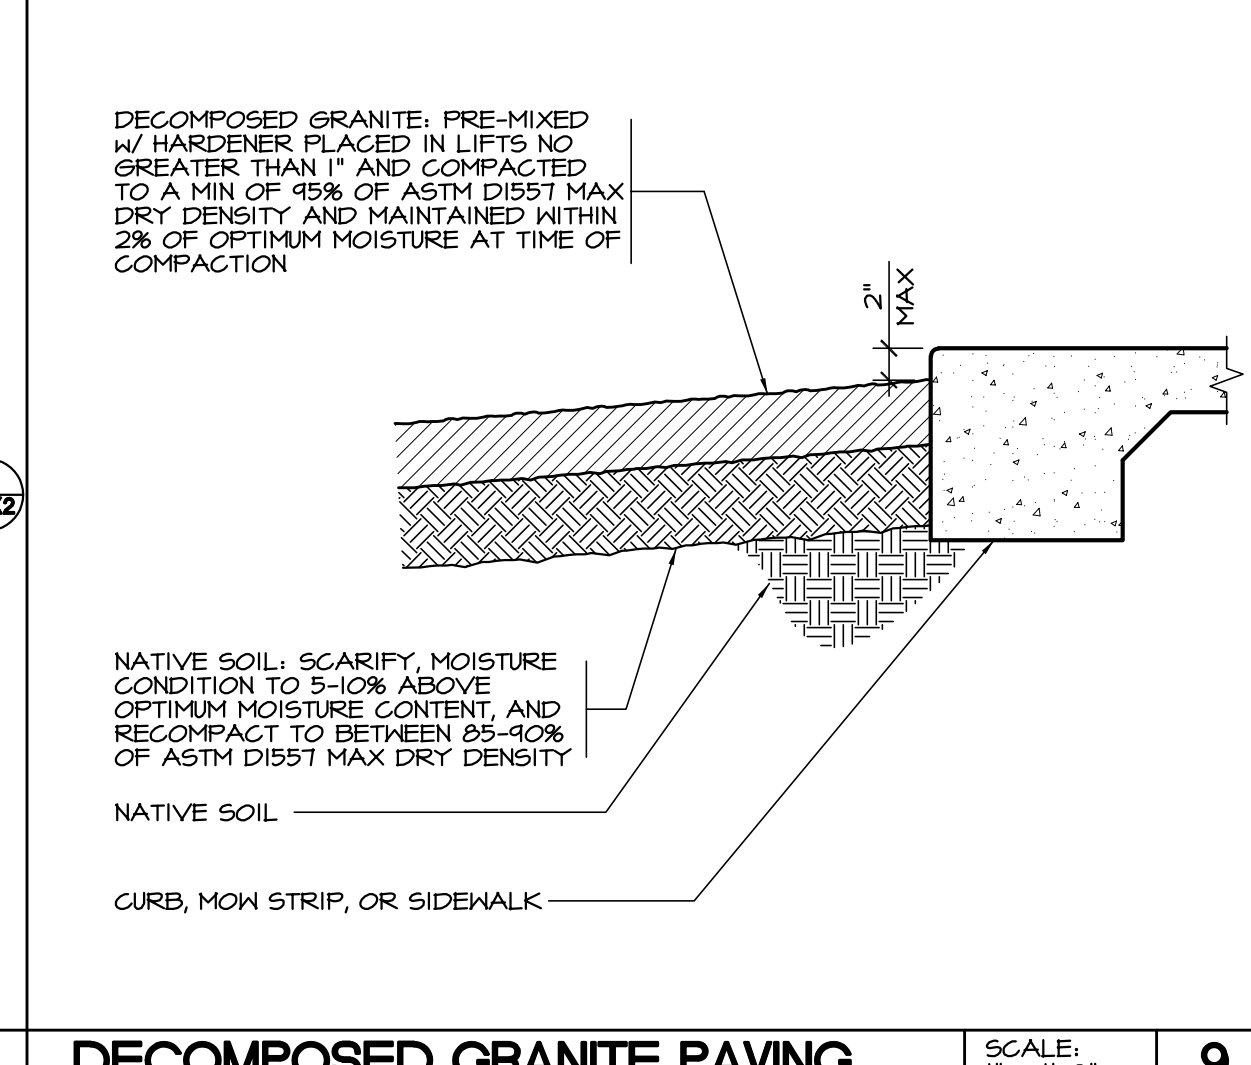 DECOMPOSED GRANITE: PRE-MIXED
W/ HARDENER PLACED IN LIFTS NO
GREATER THAN 1" AND COMPACTED
TO A MIN OF 95% OF ASTM D1557 MAX
DRY DENSITY AND MAINTAINED WITHIN
2% OF OPTIMUM MOISTURE AT TIME OF
COMPACTION
2"
MAX
NATIVE SOIL: SCARIFY, MOISTURE
CONDITION TO 5-10% ABOVE
OPTIMUM MOISTURE CONTENT, AND
RECOMPACT TO BETWEEN 85-90%
OF ASTM D1557 MAX DRY DENSITY
NATIVE SOIL
CURB, MOW STRIP, OR SIDEWALK
DECOMPOSED GRANITE PAVING
SCALE:
9